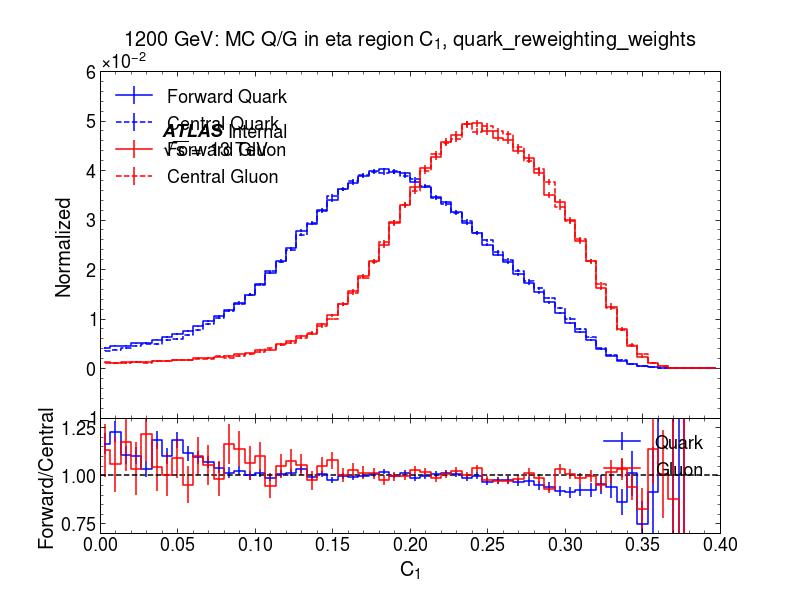 1200 GeV: MC Q/G in eta region C₁, quark_reweighting_weights
×10⁻²
6
5
4
3
2
1
0
−1
Normalized
Forward Quark
Central Quark
ATLAS Internal
√s = 13 TeV
Forward Gluon
Central Gluon
1.25
1.00
0.75
Forward/Central
Quark
Gluon
0.00 0.05 0.10 0.15 0.20 0.25 0.30 0.35 0.40
C₁